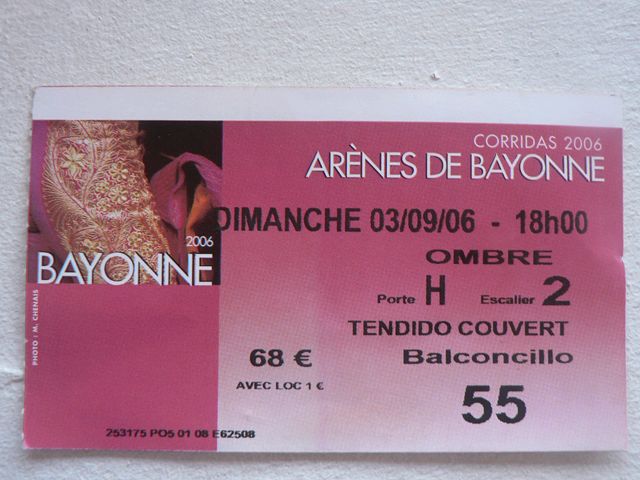 CORRIDAS 2006
ARÈNES DE BAYONNE
DIMANCHE 03/09/06 - 18h00
2006
BAYONNE
OMBRE
Porte H Escalier 2
TENDIDO COUVERT
68 € Balconcillo
AVEC LOC 1 €
55
253175 PO5 01 08 E62508
PHOTO : M. CHENAIS